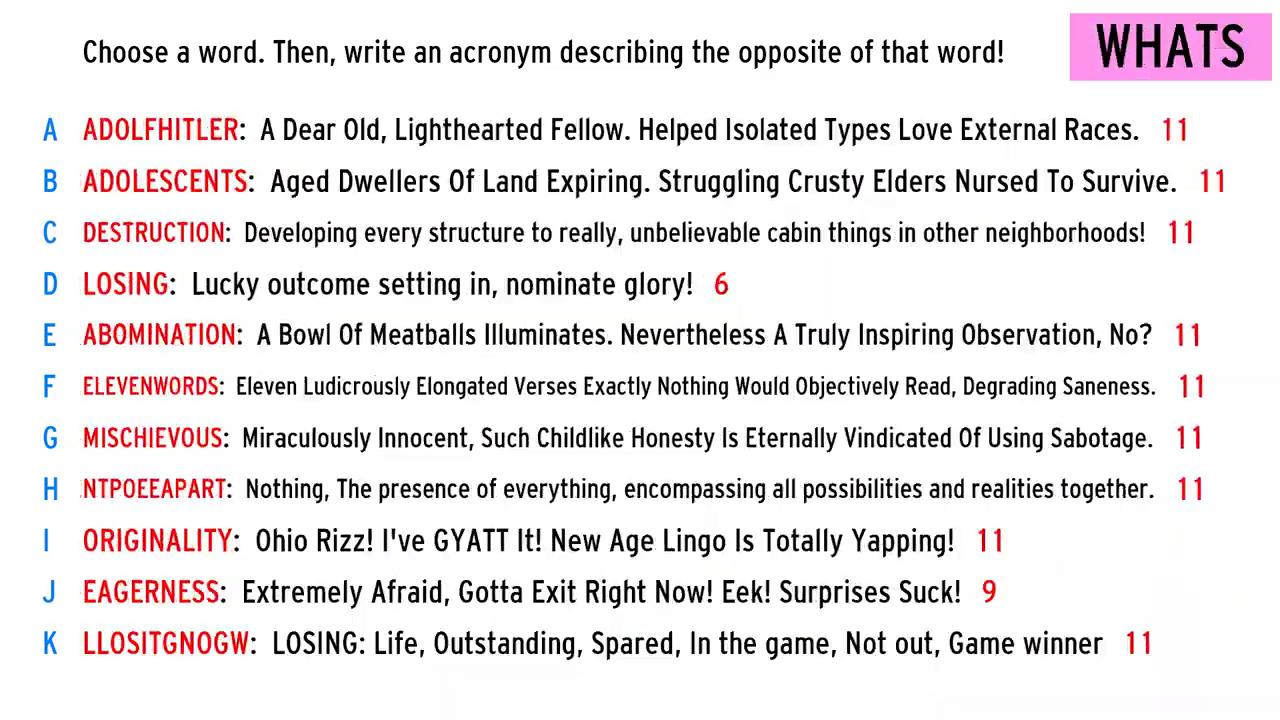 Choose a word. Then, write an acronym describing the opposite of that word!
WHATS
A ADOLFHITLER: A Dear Old, Lighthearted Fellow. Helped Isolated Types Love External Races. 11
B ADOLESCENTS: Aged Dwellers Of Land Expiring. Struggling Crusty Elders Nursed To Survive. 11
C DESTRUCTION: Developing every structure to really, unbelievable cabin things in other neighborhoods! 11
D LOSING: Lucky outcome setting in, nominate glory! 6
E ABOMINATION: A Bowl Of Meatballs Illuminates. Nevertheless A Truly Inspiring Observation, No? 11
F ELEVENWORDS: Eleven Ludicrously Elongated Verses Exactly Nothing Would Objectively Read, Degrading Saneness. 11
G MISCHIEVOUS: Miraculously Innocent, Such Childlike Honesty Is Eternally Vindicated Of Using Sabotage. 11
H NTPOEEAPART: Nothing, The presence of everything, encompassing all possibilities and realities together. 11
I ORIGINALITY: Ohio Rizz! I've GYATT It! New Age Lingo Is Totally Yapping! 11
J EAGERNESS: Extremely Afraid, Gotta Exit Right Now! Eek! Surprises Suck! 9
K LLOSITGNOGW: LOSING: Life, Outstanding, Spared, In the game, Not out, Game winner 11